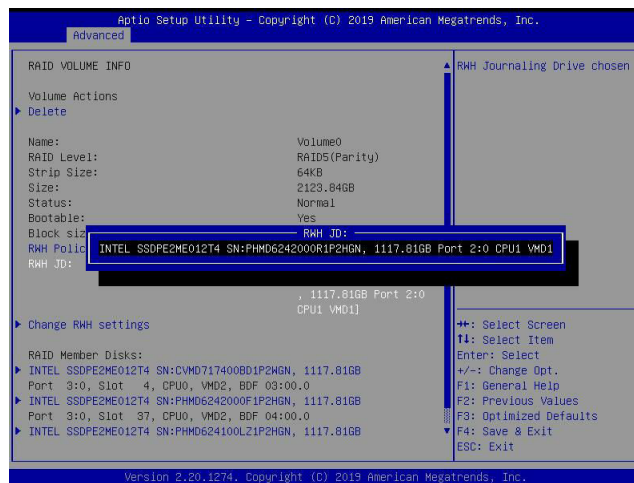 Aptio Setup Utility – Copyright (C) 2019 American Megatrends, Inc.
Advanced
RAID VOLUME INFO
RWH Journaling Drive chosen
Volume Actions
Delete
Name: Volume0
RAID Level: RAID5(Parity)
Strip Size: 64KB
Size: 2123.84GB
Status: Normal
Bootable: Yes
Block siz
RWH JD:
RWH Polic
INTEL SSDPE2ME012T4 SN:PHMD6242000R1P2HGN, 1117.81GB Port 2:0 CPU1 VMD1
RWH JD:
, 1117.81GB Port 2:0
CPU1 VMD1]
Change RWH settings
RAID Member Disks:
INTEL SSDPE2ME012T4 SN:CVMD717400BD1P2WGN, 1117.81GB
Port 3:0, Slot 4, CPU0, VMD2, BDF 03:00.0
INTEL SSDPE2ME012T4 SN:PHMD6242000F1P2HGN, 1117.81GB
Port 3:0, Slot 37, CPU0, VMD2, BDF 04:00.0
INTEL SSDPE2ME012T4 SN:PHMD624100LZ1P2HGN, 1117.81GB
→←: Select Screen
↑↓: Select Item
Enter: Select
+/-: Change Opt.
F1: General Help
F2: Previous Values
F3: Optimized Defaults
F4: Save & Exit
ESC: Exit
Version 2.20.1274. Copyright (C) 2019 American Megatrends, Inc.